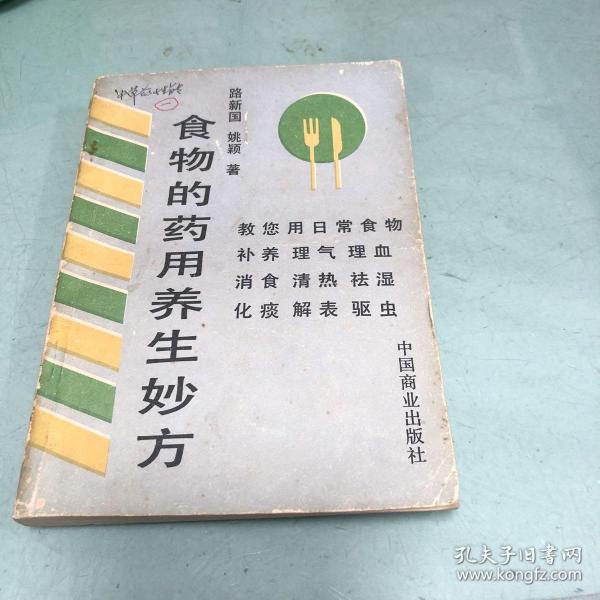 路新国 姚颖 著
食物的药用养生妙方
教您用日常食物
补养 理气 理血
消食 清热 祛湿
化痰 解表 驱虫
中国商业出版社
孔夫子旧书网
www.kongfz.com